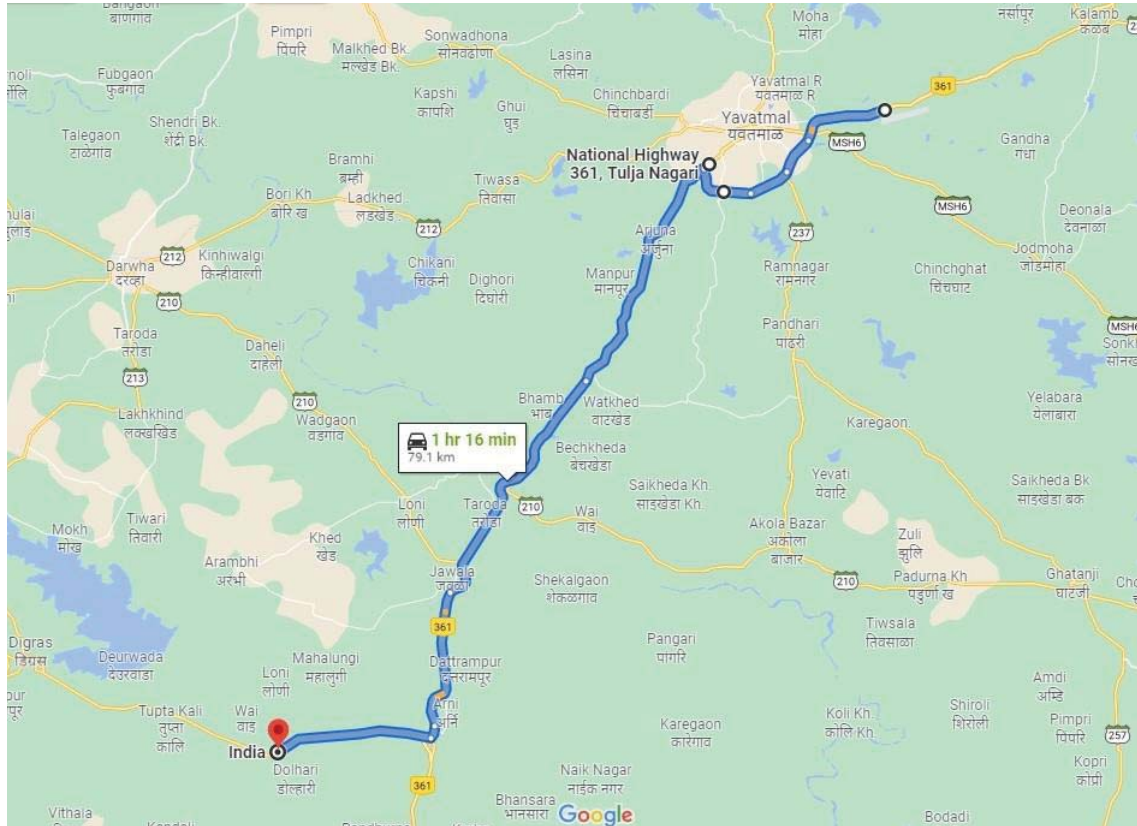 बाणगाव
Pimpri
पिंपरि
Sonwadhona
सोनवढोणा
Moha
मोहा
नर्सापूर
Kalamb
कळंब
Malkhed Bk.
मल्खेड Bk.
Lasina
लसिना
Fubgaon
फुबगांव
Kapshi
कापशि
Chinchbardi
चिंचाबर्डी
Yavatmal R
यवतमाळ R
361
Ghui
घुइ
Shendri Bk.
शेंद्री Bk.
Yavatmal
यवतमाळ
Talegaon
टाळेगांव
Gandha
गंधा
MSH6
Bramhi
बम्ही
National Highway
361, Tulja Nagari
Tiwasa
तिवासा
Bori Kh
बोरि ख
Ladkhed
लडखेड
MSH6
Deonala
देवनाळा
212
Arjuna
अर्जुना
237
212
Kinhiwalgi
किन्हीवाल्गी
Darwha
दरव्हा
Chikani
चिकनी
Dighori
दिघोरी
Manpur
मानपूर
Ramnagar
रामनगर
Chinchghat
चिंचघाट
Jodmoha
जोडमोहा
210
Taroda
तरोडा
Pandhari
पांढरी
MSH6
Daheli
दाहेली
213
210
Bhamb
भांब
Watkhed
वाटखेड
Yelabara
येलाबारा
Lakhkhind
लक्खखिंड
Wadgaon
वडगांव
Karegaon
1 hr 16 min
79.1 km
Bechkheda
बेचखेडा
Yevati
येवाटि
Saikheda Kh.
साइखेडा Kh.
Saikheda Bk
साइखेडा बक
Loni
लोणी
Taroda
तरोडा
210
Wai
वाइ
Tiwari
तिवारी
Mokh
मोख
Khed
खेड
Akola Bazar
अकोला
बाजार
Zuli
झुलि
Arambhi
अरंभी
Jawala
जवळा
Shekalgaon
शेकळगाव
210
Padurna Kh
पडुर्णा ख
Ghatanji
घाटंजी
361
Tiwsala
तिवसाळा
Digras
डिग्रस
Deurwada
देउरवाडा
Mahalungi
महालुगी
Loni
लोणी
Dattrampur
दत्तरामपूर
Pangari
पांगरि
Arni
अर्नि
Amdi
अम्डि
Shiroli
शिरोली
Tupta Kali
तुप्ता
कालि
Wai
वाइ
Karegaon
कारेगाव
Koli Kh.
कोलि Kh.
Pimpri
पिंपरि
257
India
Dolhari
डोल्हारी
361
Naik Nagar
नाईक नगर
Kopri
कोप्री
Bhansara
भानसारा
Google
Vithala
Bodadi